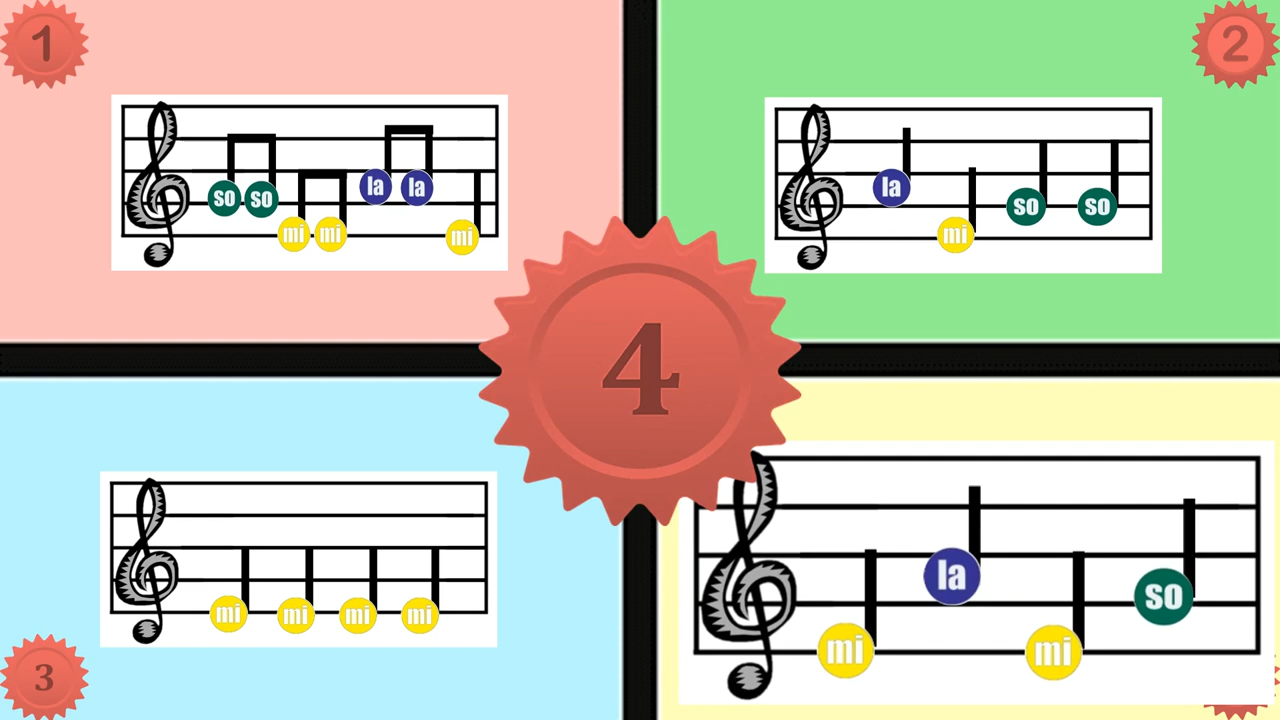 1
so so mi mi la la mi
2
la mi so so
4
3
mi mi mi mi
mi la mi so